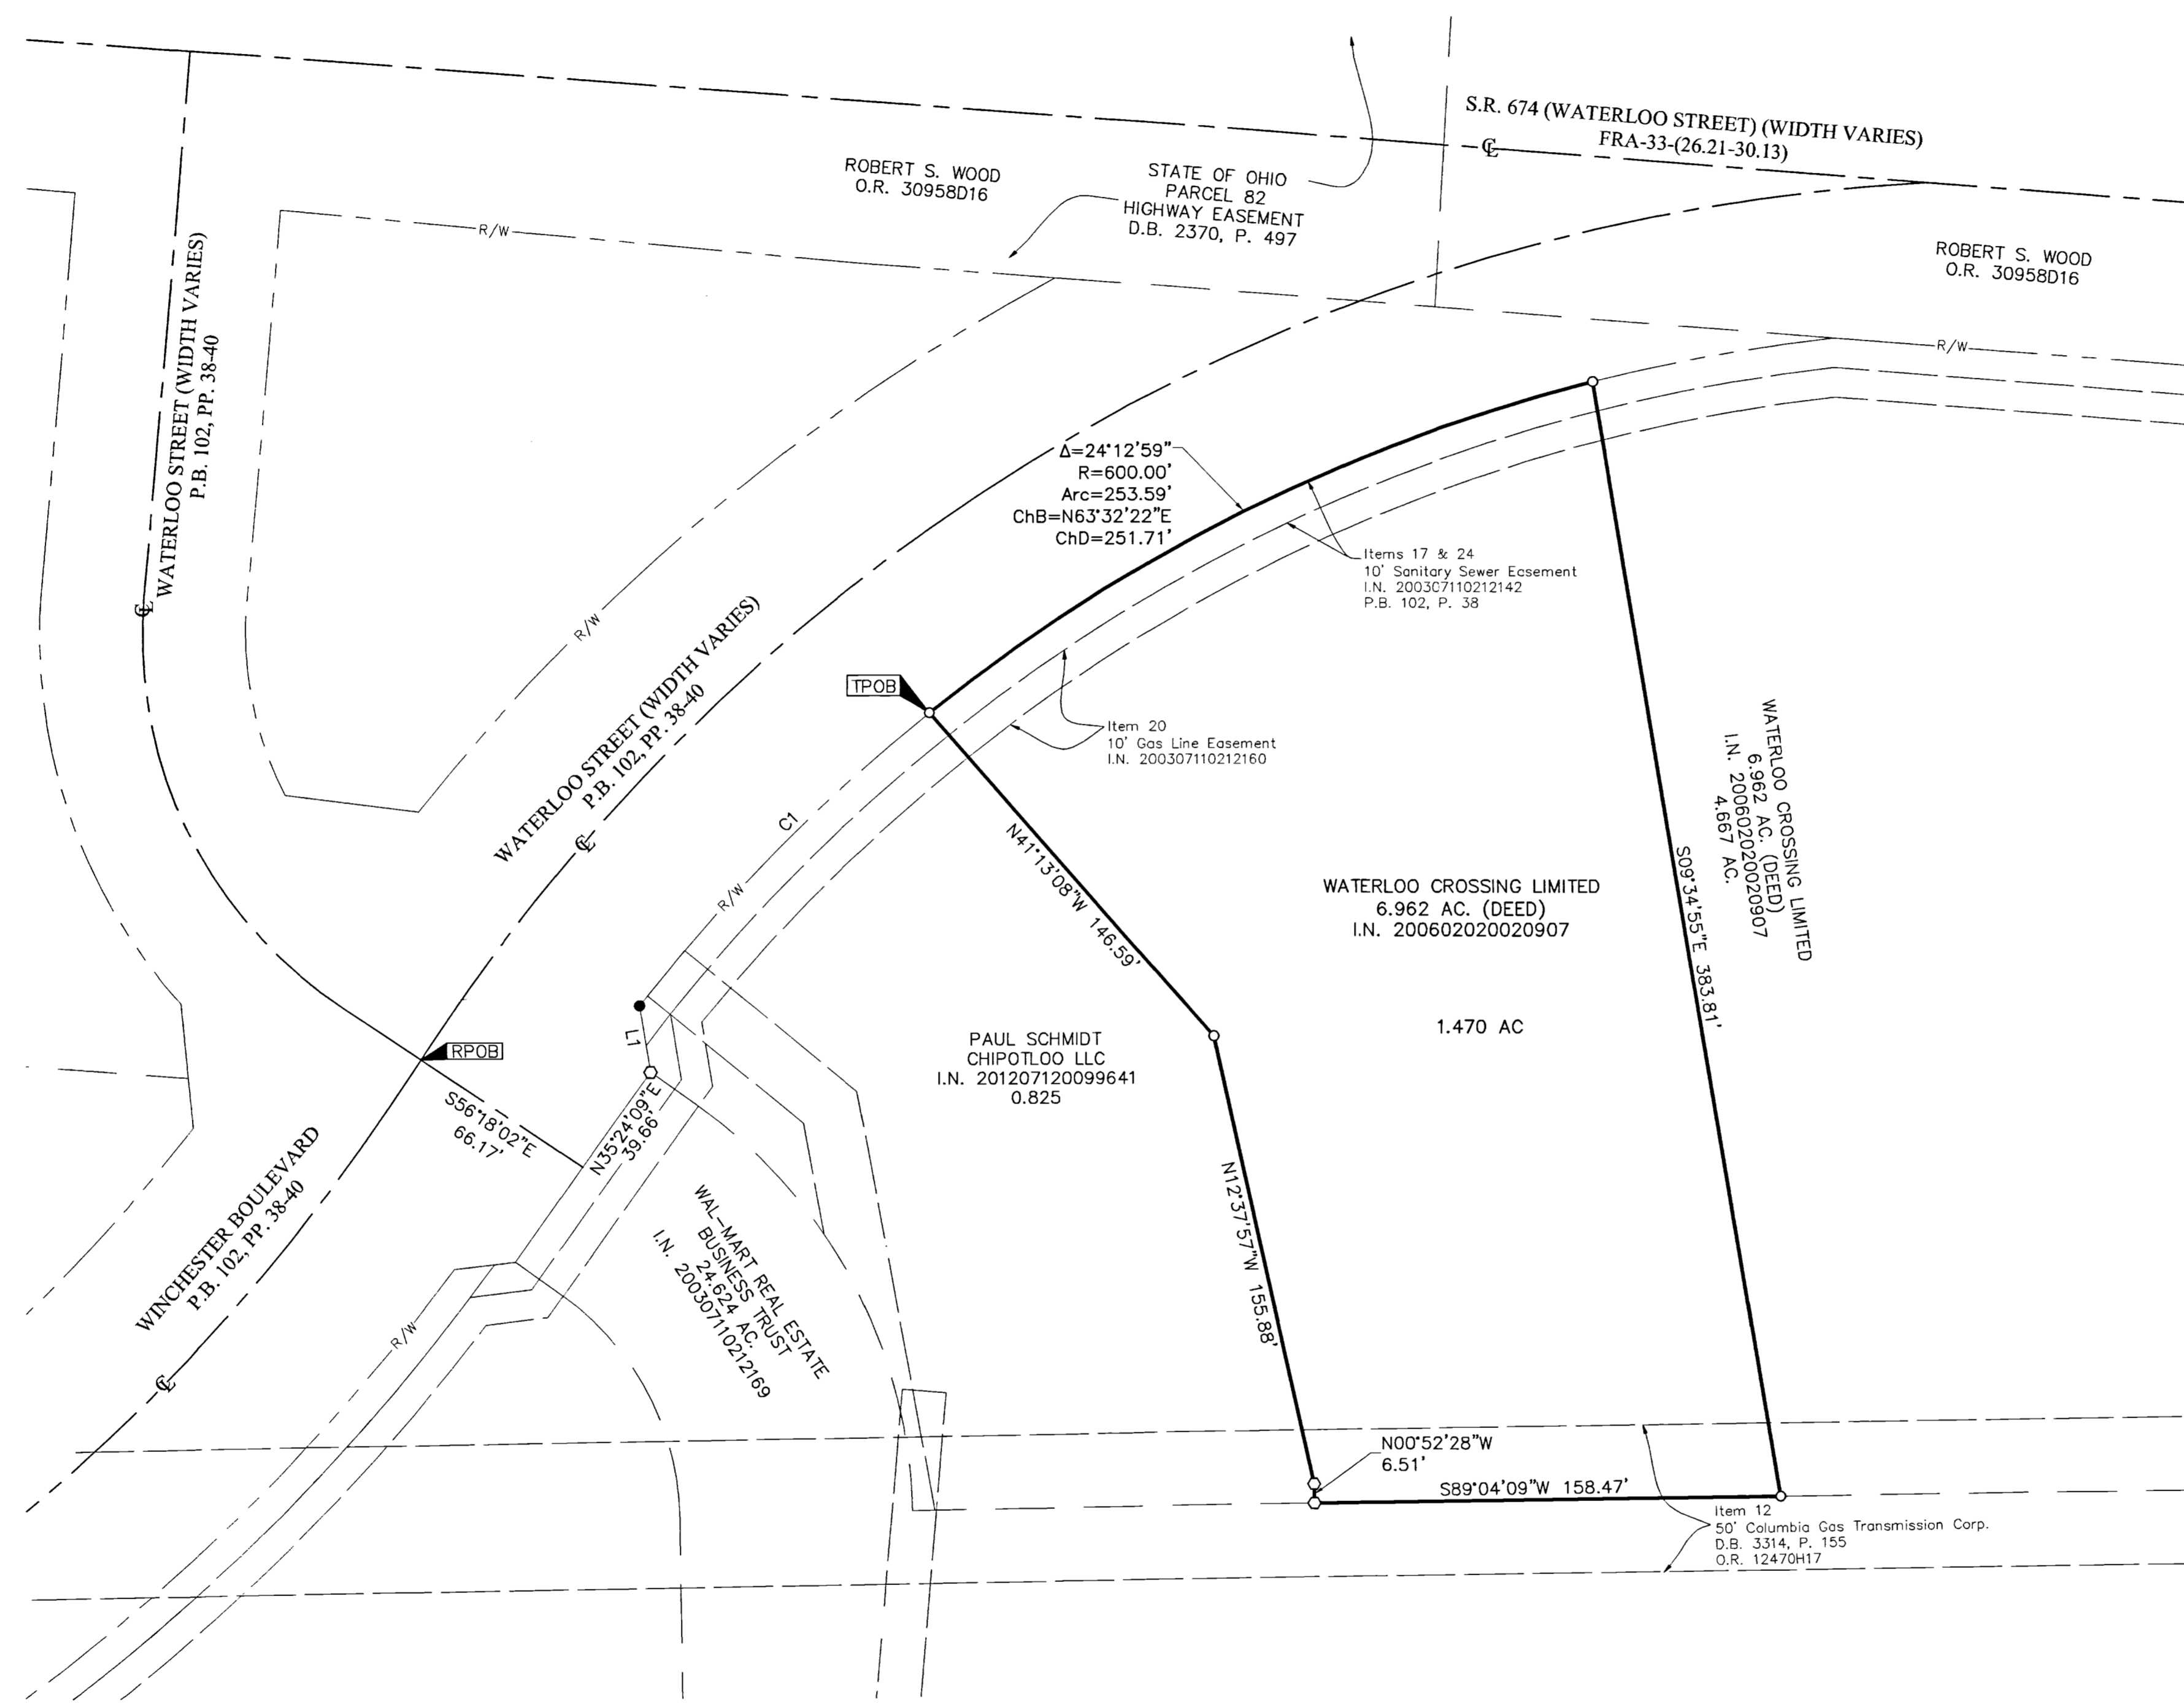 S.R. 674 (WATERLOO STREET) (WIDTH VARIES)
FRA-33-(26.21-30.13)
ROBERT S. WOOD
O.R. 30958D16
STATE OF OHIO
PARCEL 82
HIGHWAY EASEMENT
D.B. 2370, P. 497
R/W
ROBERT S. WOOD
O.R. 30958D16
R/W
WATERLOO STREET (WIDTH VARIES)
P.B. 102, PP. 38-40
℄
℄
Δ=24°12'59"
R=600.00'
Arc=253.59'
ChB=N63°32'22"E
ChD=251.71'
Items 17 & 24
10' Sanitary Sewer Easement
I.N. 200307110212142
P.B. 102, P. 38
R/W
WATERLOO STREET (WIDTH VARIES)
P.B. 102, PP. 38-40
℄
TPOB
Item 20
10' Gas Line Easement
I.N. 200307110212160
C1
R/W
N41°13'08"W 146.59'
WATERLOO CROSSING LIMITED
6.962 AC. (DEED)
I.N. 200602020020907
1.470 AC
S09°34'55"E 383.81'
WATERLOO CROSSING LIMITED
6.962 AC. (DEED)
I.N. 200602020020907
4.667 AC.
L1
RPOB
S56°18'02"E
66.17'
N35°24'09"E
39.66'
PAUL SCHMIDT
CHIPOTLOO LLC
I.N. 201207120099641
0.825
WINCHESTER BOULEVARD
P.B. 102, PP. 38-40
℄
R/W
WAL-MART REAL ESTATE
BUSINESS TRUST
24.624 AC.
I.N. 200307110212169
N12°37'57"W 155.88'
N00°52'28"W
6.51'
S89°04'09"W 158.47'
Item 12
50' Columbia Gas Transmission Corp.
D.B. 3314, P. 155
O.R. 12470H17